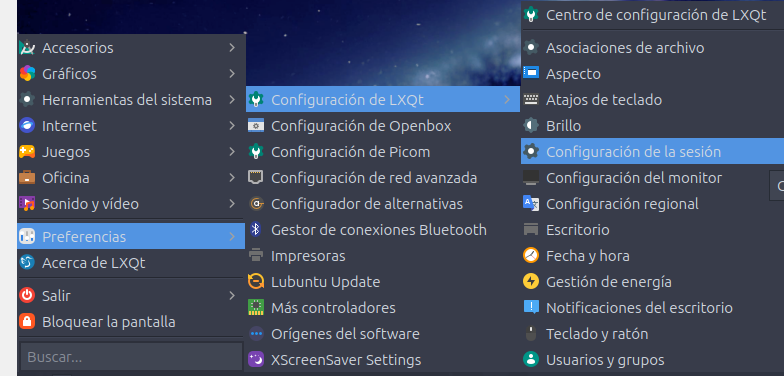 Accesorios
Gráficos
Herramientas del sistema
Internet
Juegos
Oficina
Sonido y vídeo
Preferencias
Acerca de LXQt
Salir
Bloquear la pantalla
Buscar...
Configuración de LXQt
Configuración de Openbox
Configuración de Picom
Configuración de red avanzada
Configurador de alternativas
Gestor de conexiones Bluetooth
Impresoras
Lubuntu Update
Más controladores
Orígenes del software
XScreenSaver Settings
Centro de configuración de LXQt
Asociaciones de archivo
Aspecto
Atajos de teclado
Brillo
Configuración de la sesión
Configuración del monitor
Configuración regional
Escritorio
Fecha y hora
Gestión de energía
Notificaciones del escritorio
Teclado y ratón
Usuarios y grupos